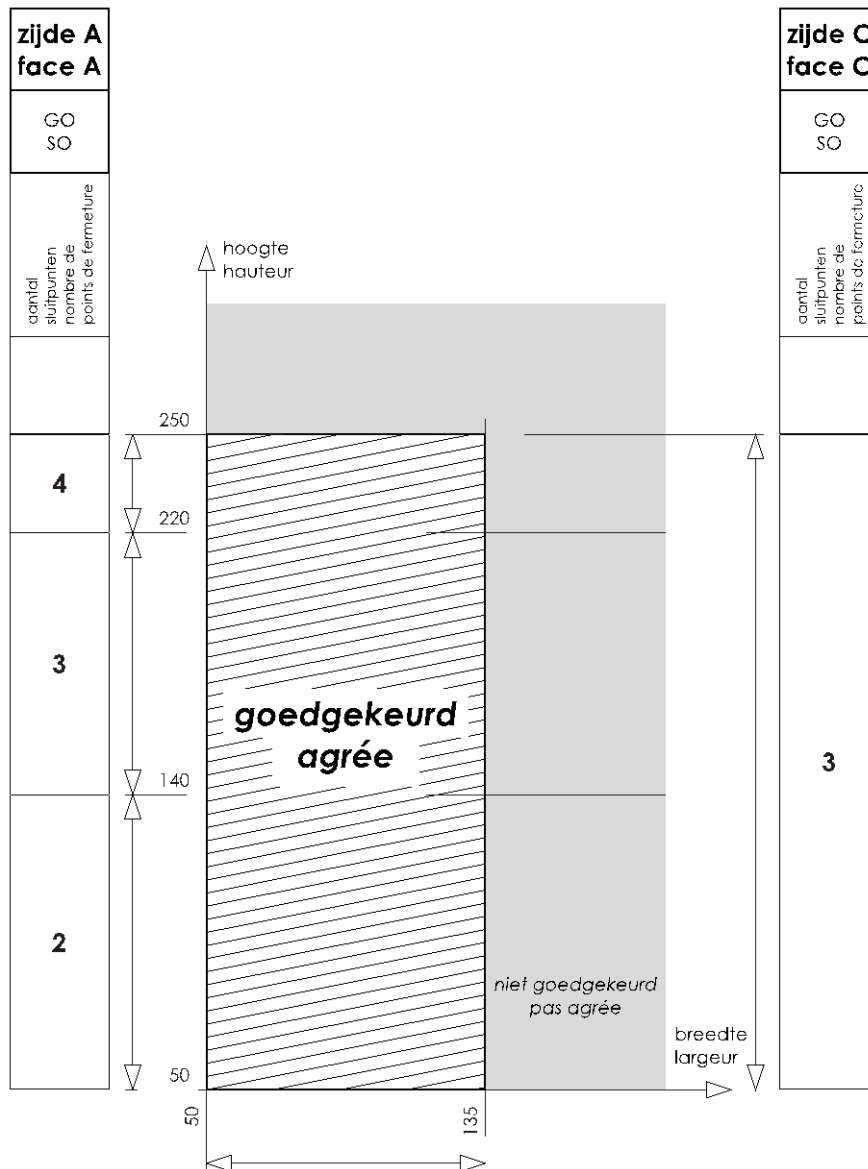 zijde A
face A
GO
SO
aantal
sluitpunten
nombre de
points de fermeture
4
3
2
hoogte
hauteur
250
220
140
50
goedgekeurd
agrée
niet goedgekeurd
pas agrée
breedte
largeur
50
135
zijde C
face C
GO
SO
aantal
sluitpunten
nombre de
points de fermeture
3